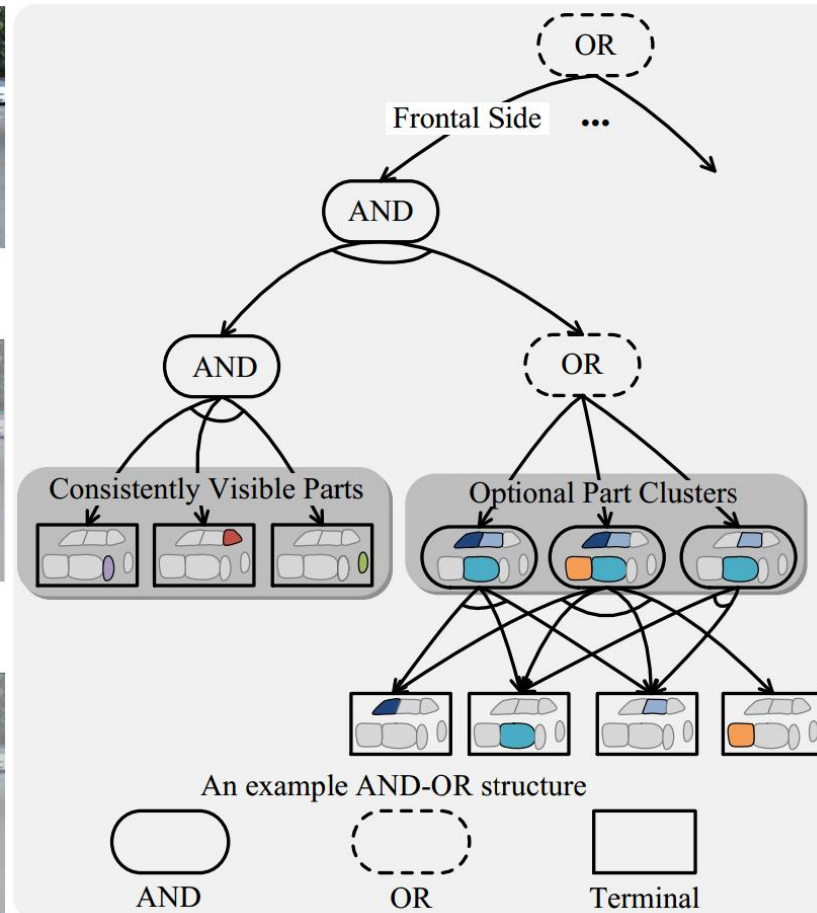 OR
Frontal Side ...
AND
AND
OR
Consistently Visible Parts
Optional Part Clusters
An example AND-OR structure
AND
OR
Terminal